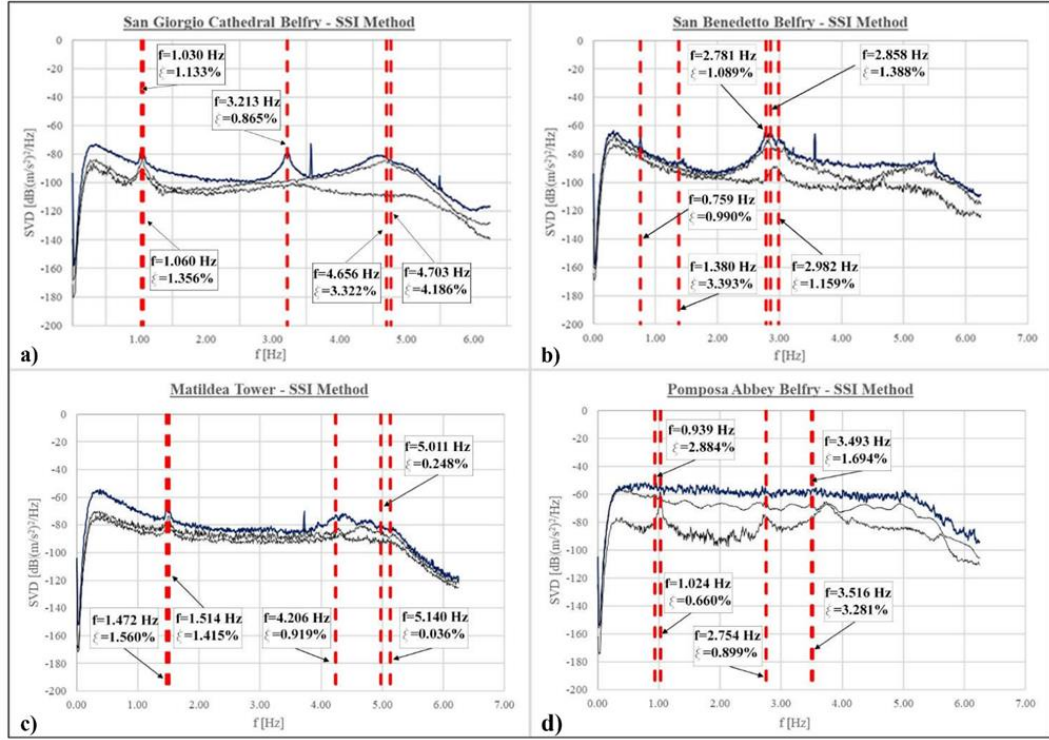 San Giorgio Cathedral Belfry - SSI Method
0
-20
-40
-60
-80
-100
-120
-140
-160
-180
-200
SVD [dB(m/s²)²/Hz]
f=1.030 Hz
ξ=1.133%
f=3.213 Hz
ξ=0.865%
f=1.060 Hz
ξ=1.356%
f=4.656 Hz
ξ=3.322%
f=4.703 Hz
ξ=4.186%
1.00 2.00 3.00 4.00 5.00 6.00
f [Hz]
a)
San Benedetto Belfry - SSI Method
0
-20
-40
-60
-80
-100
-120
-140
-160
-180
-200
SVD [dB(m/s²)²/Hz]
f=2.781 Hz
ξ=1.089%
f=2.858 Hz
ξ=1.388%
f=0.759 Hz
ξ=0.990%
f=1.380 Hz
ξ=3.393%
f=2.982 Hz
ξ=1.159%
1.00 2.00 3.00 4.00 5.00 6.00 7.0
f [Hz]
b)
Matildea Tower - SSI Method
0
-20
-40
-60
-80
-100
-120
-140
-160
-180
-200
SVD [dB(m/s²)²/Hz]
f=5.011 Hz
ξ=0.248%
f=1.472 Hz
ξ=1.560%
f=1.514 Hz
ξ=1.415%
f=4.206 Hz
ξ=0.919%
f=5.140 Hz
ξ=0.036%
1.00 2.00 3.00 4.00 5.00 6.00 7.0
f [Hz]
c)
Pomposa Abbey Belfry - SSI Method
0
-20
-40
-60
-80
-100
-120
-140
-160
-180
-200
SVD [dB(m/s²)²/Hz]
f=0.939 Hz
ξ=2.884%
f=3.493 Hz
ξ=1.694%
f=1.024 Hz
ξ=0.660%
f=2.754 Hz
ξ=0.899%
f=3.516 Hz
ξ=3.281%
0.00 1.00 2.00 3.00 4.00 5.00 6.00 7.00
f [Hz]
d)